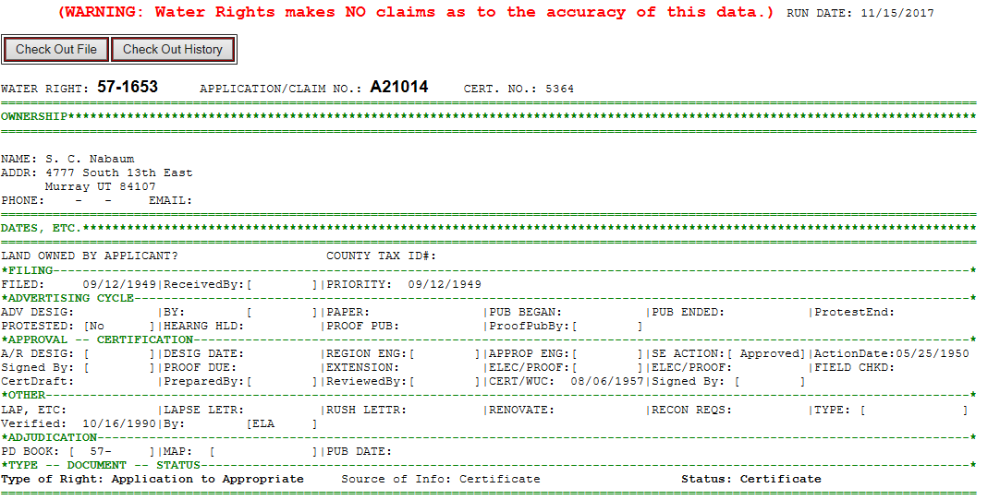 (WARNING: Water Rights makes NO claims as to the accuracy of this data.) RUN DATE: 11/15/2017
Check Out File Check Out History
WATER RIGHT: 57-1653 APPLICATION/CLAIM NO.: A21014 CERT. NO.: 5364
OWNERSHIP**************************************************************************************************************************
NAME: S. C. Nabaum
ADDR: 4777 South 13th East
Murray UT 84107
PHONE: - - EMAIL:
DATES, ETC.************************************************************************************************************************
LAND OWNED BY APPLICANT? COUNTY TAX ID#:
*FILING---------------------------------------------------------------------------------------------------------------------------*
FILED: 09/12/1949|ReceivedBy:[ ]|PRIORITY: 09/12/1949
*ADVERTISING CYCLE----------------------------------------------------------------------------------------------------------------*
ADV DESIG: |BY: [ ]|PAPER: |PUB BEGAN: |PUB ENDED: |ProtestEnd:
PROTESTED: [No ]|HEARNG HLD: |PROOF PUB: |ProofPubBy:[ ]
*APPROVAL -- CERTIFICATION--------------------------------------------------------------------------------------------------------*
A/R DESIG: [ ]|DESIG DATE: |REGION ENG:[ ]|APPROP ENG:[ ]|SE ACTION:[ Approved]|ActionDate:05/25/1950
Signed By: [ ]|PROOF DUE: |EXTENSION: |ELEC/PROOF:[ ]|ELEC/PROOF: |FIELD CHKD:
CertDraft: |PreparedBy:[ ]|ReviewedBy:[ ]|CERT/WUC: 08/06/1957|Signed By: [ ]
*OTHER----------------------------------------------------------------------------------------------------------------------------*
LAP, ETC: |LAPSE LETR: |RUSH LETTR: |RENOVATE: |RECON REQS: |TYPE: [ ]
Verified: 10/16/1990|By: [ELA ]
*ADJUDICATION---------------------------------------------------------------------------------------------------------------------*
PD BOOK: [ 57- ]|MAP: [ ]|PUB DATE:
*TYPE -- DOCUMENT -- STATUS-------------------------------------------------------------------------------------------------------*
Type of Right: Application to Appropriate Source of Info: Certificate Status: Certificate